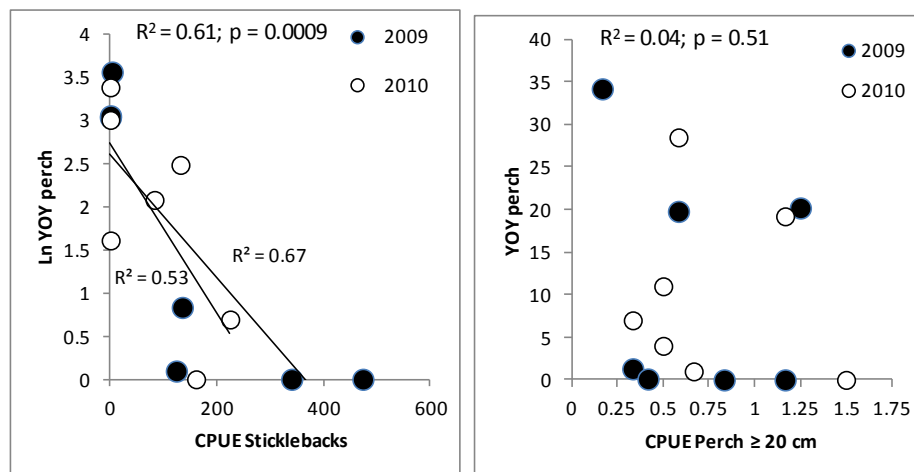 R² = 0.61; p = 0.0009
2009
2010
4
3.5
3
2.5
2
1.5
1
0.5
0
Ln YOY perch
R² = 0.67
R² = 0.53
0 200 400 600
CPUE Sticklebacks
R² = 0.04; p = 0.51
2009
2010
40
35
30
25
20
15
10
5
0
YOY perch
0 0.25 0.5 0.75 1 1.25 1.5 1.75
CPUE Perch ≥ 20 cm